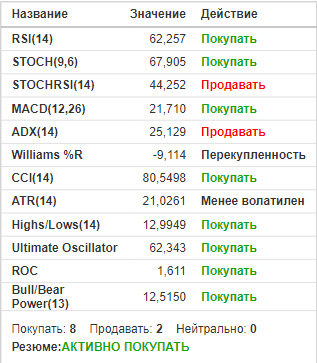 Название Значение Действие
RSI(14) 62,257 Покупать
STOCH(9,6) 67,905 Покупать
STOCHRSI(14) 44,252 Продавать
MACD(12,26) 21,710 Покупать
ADX(14) 25,129 Продавать
Williams %R -9,114 Перекупленность
CCI(14) 80,5498 Покупать
ATR(14) 21,0261 Менее волатилен
Highs/Lows(14) 12,9949 Покупать
Ultimate Oscillator 62,343 Покупать
ROC 1,611 Покупать
Bull/Bear
Power(13) 12,5150 Покупать
Покупать: 8 Продавать: 2 Нейтрально: 0
Резюме:АКТИВНО ПОКУПАТЬ